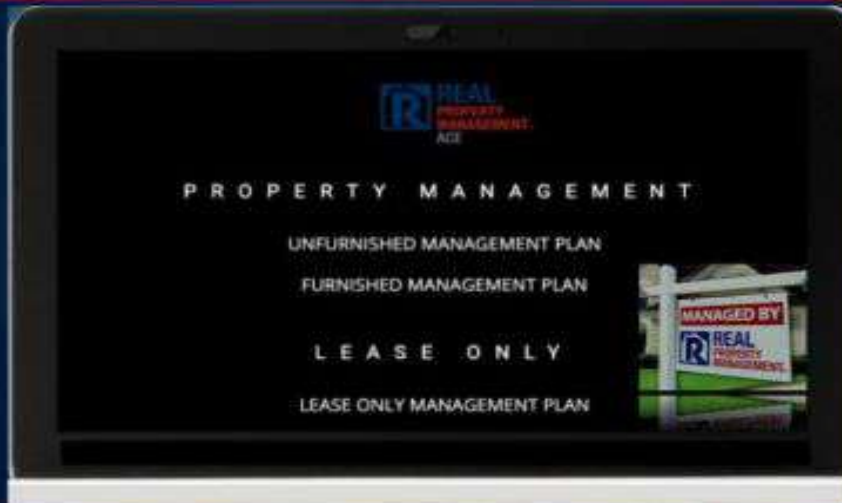 REAL
PROPERTY
MANAGEMENT.
ACE
PROPERTY MANAGEMENT
UNFURNISHED MANAGEMENT PLAN
FURNISHED MANAGEMENT PLAN
MANAGED BY
REAL
PROPERTY
MANAGEMENT.
LEASE ONLY
LEASE ONLY MANAGEMENT PLAN